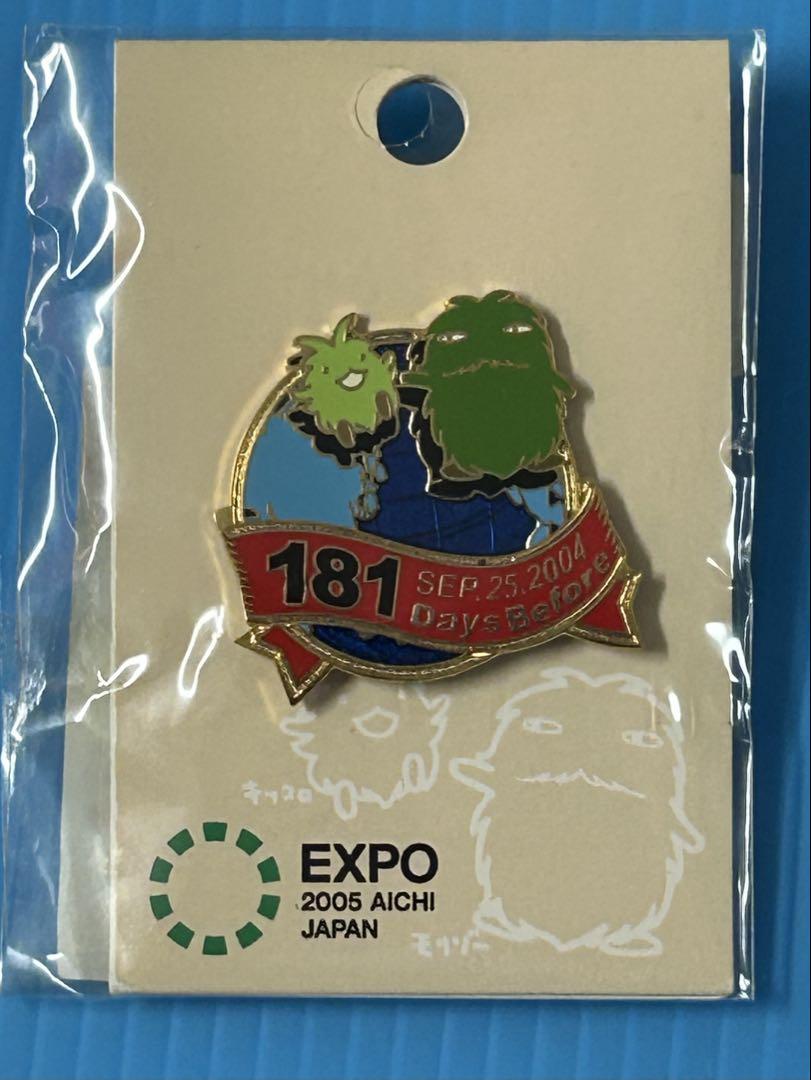 181
SEP.25.2004
Days Before
キッコロ
EXPO
2005 AICHI
JAPAN
モリゾー